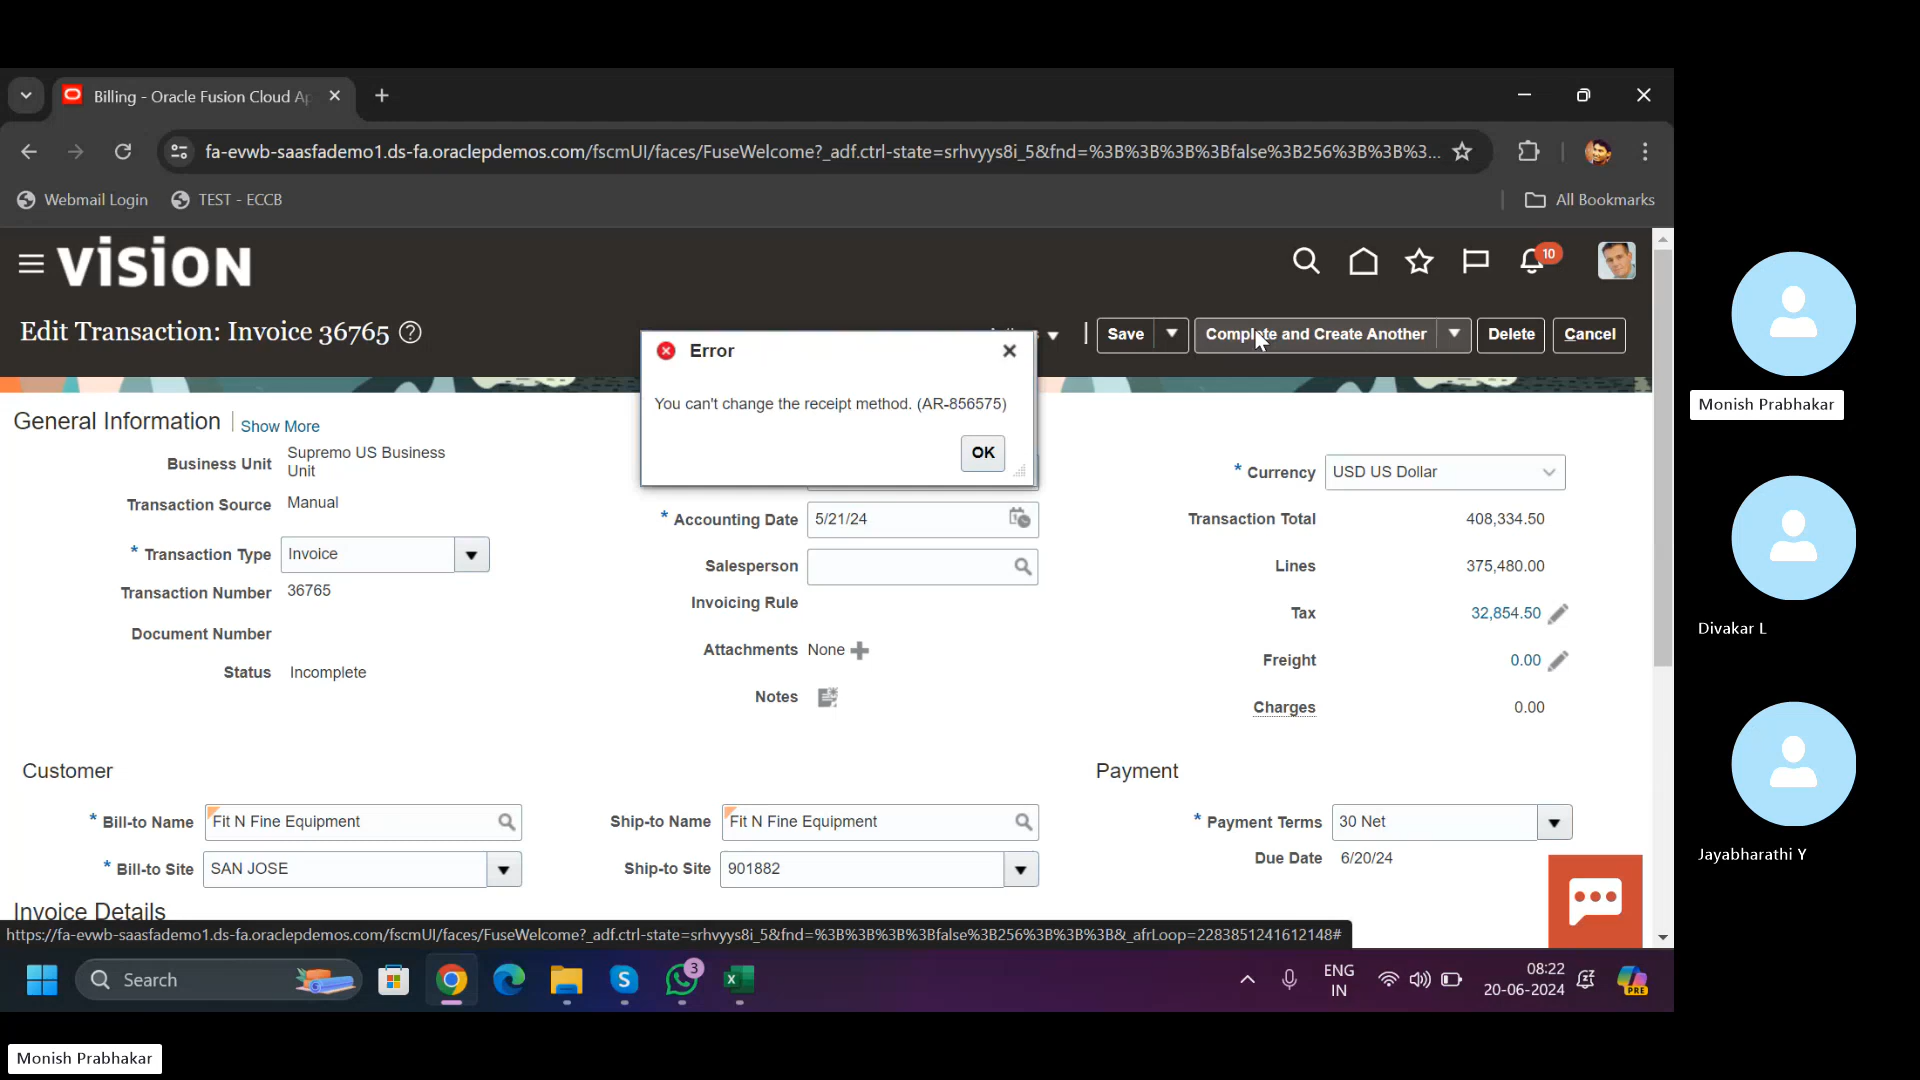 Billing - Oracle Fusion Cloud Ap
fa-evwb-saasfademo1.ds-fa.oraclepdemos.com/fscmUI/faces/FuseWelcome?_adf.ctrl-state=srhvyys8i_5&fnd=%3B%3B%3B%3Bfalse%3B256%3B%3B%3...
Webmail Login
TEST - ECCB
All Bookmarks
VISION
10
Edit Transaction: Invoice 36765
Save
Complete and Create Another
Delete
Cancel
Error
You can't change the receipt method. (AR-856575)
OK
General Information
Show More
Business Unit
Supremo US Business
Unit
Transaction Source
Manual
* Transaction Type
Invoice
Transaction Number
36765
Document Number
Status
Incomplete
* Accounting Date
5/21/24
Salesperson
Invoicing Rule
Attachments
None
Notes
* Currency
USD US Dollar
Transaction Total
408,334.50
Lines
375,480.00
Tax
32,854.50
Freight
0.00
Charges
0.00
Customer
* Bill-to Name
Fit N Fine Equipment
Ship-to Name
Fit N Fine Equipment
* Bill-to Site
SAN JOSE
Ship-to Site
901882
Payment
* Payment Terms
30 Net
Due Date
6/20/24
Invoice Details
https://fa-evwb-saasfademo1.ds-fa.oraclepdemos.com/fscmUI/faces/FuseWelcome?_adf.ctrl-state=srhvyys8i_5&fnd=%3B%3B%3B%3Bfalse%3B256%3B%3B%3B&_afrLoop=2283851241612148#
Search
3
ENG
IN
08:22
20-06-2024
PRE
Monish Prabhakar
Divakar L
Jayabharathi Y
Monish Prabhakar